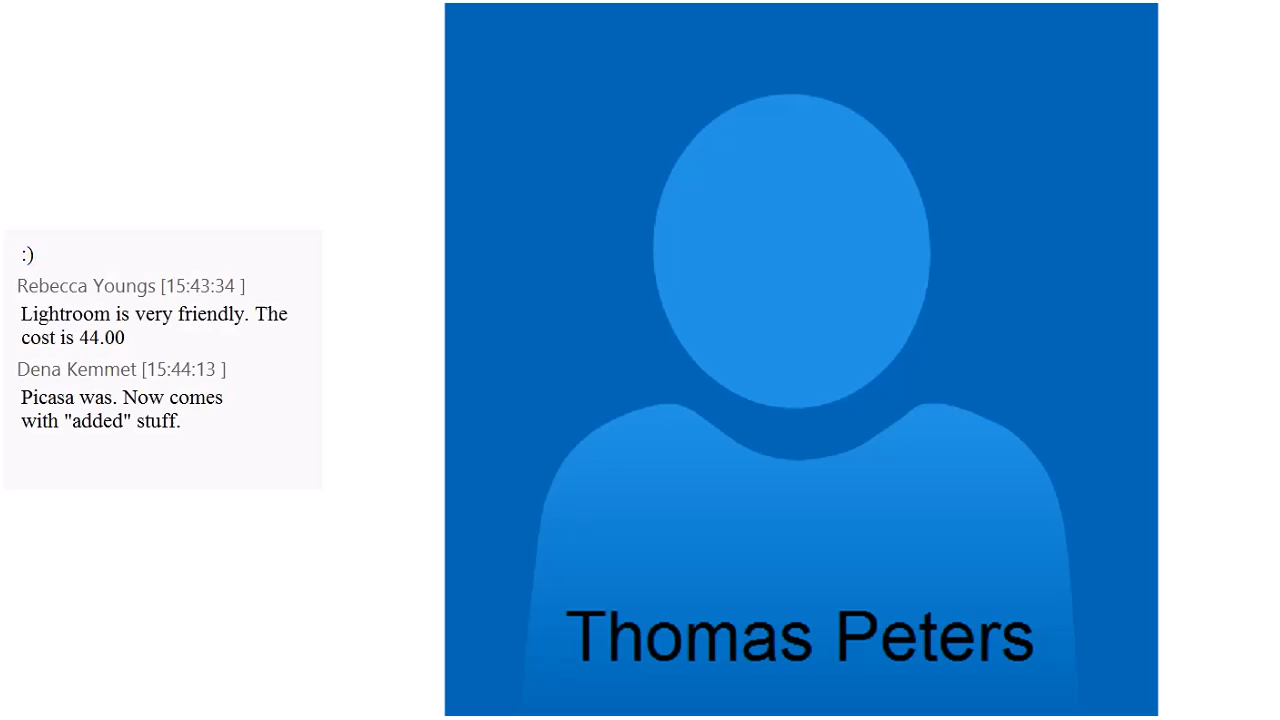 :)
Rebecca Youngs [15:43:34 ]
Lightroom is very friendly. The
cost is 44.00
Dena Kemmet [15:44:13 ]
Picasa was. Now comes
with "added" stuff.
Thomas Peters